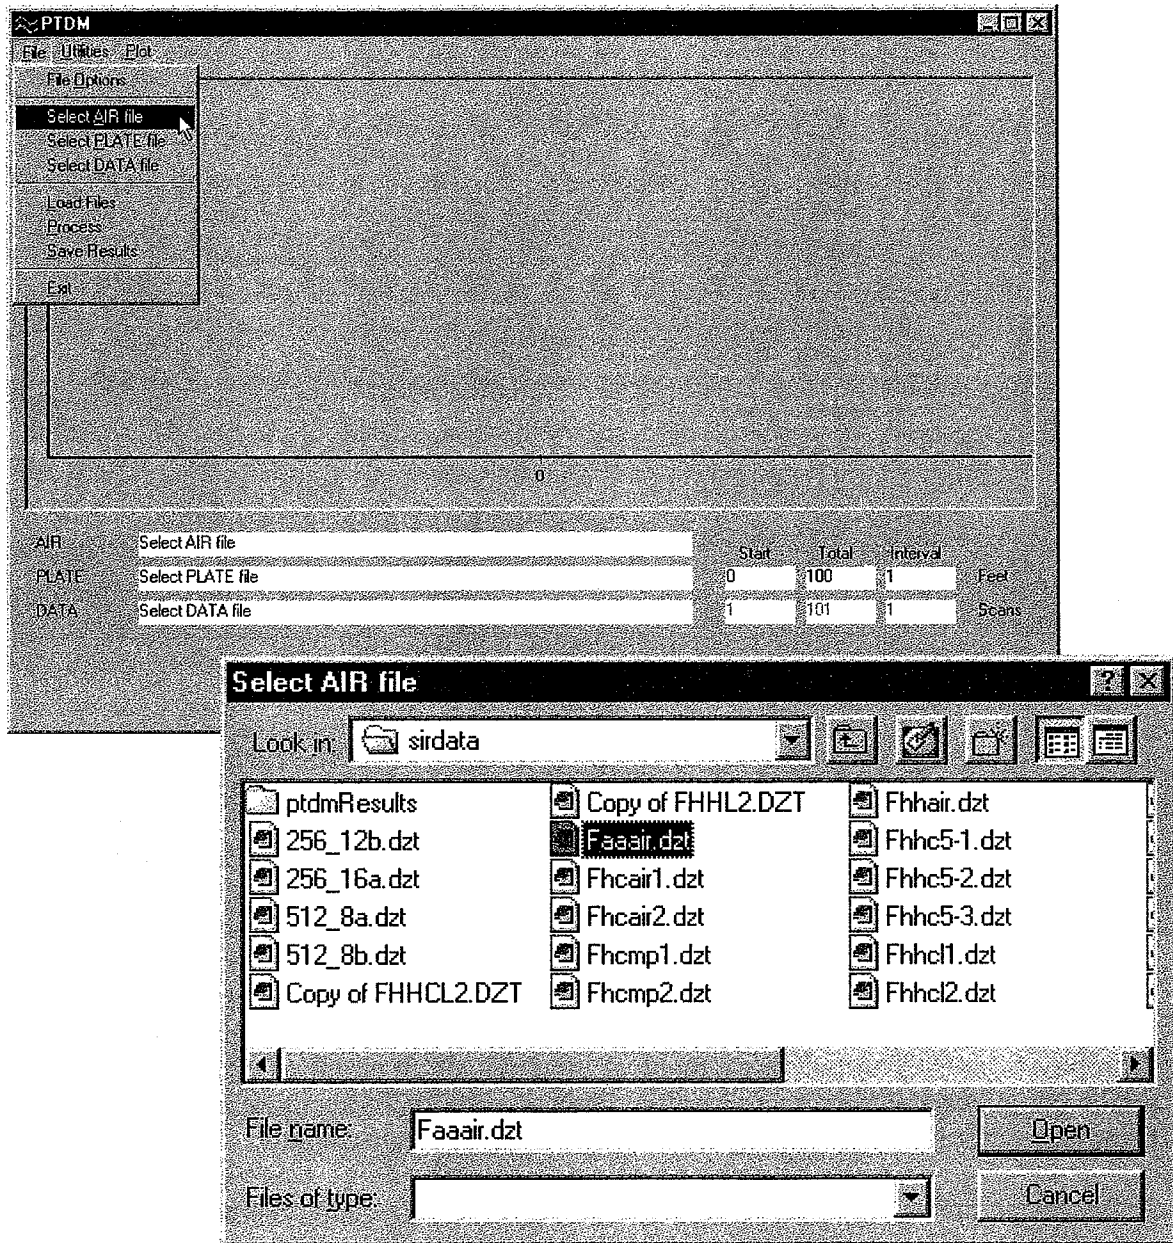 PTDM
File Utilities Plot
File Options
Select AIR file
Select PLATE file
Select DATA file
Load Files
Process
Save Results
Exit
0
AIR Select AIR file
Start Total Interval
PLATE Select PLATE file 0 100 1 Feet
DATA Select DATA file 1 101 1 Scans
Select AIR file
Look in: sirdata
ptdmResults Copy of FHHL2.DZT Fhhair.dzt
256_12b.dzt Faaair.dzt Fhhc5-1.dzt
256_16a.dzt Fhcair1.dzt Fhhc5-2.dzt
512_8a.dzt Fhcair2.dzt Fhhc5-3.dzt
512_8b.dzt Fhcmp1.dzt Fhhcl1.dzt
Copy of FHHCL2.DZT Fhcmp2.dzt Fhhcl2.dzt
File name: Faaair.dzt Open
Files of type: Cancel